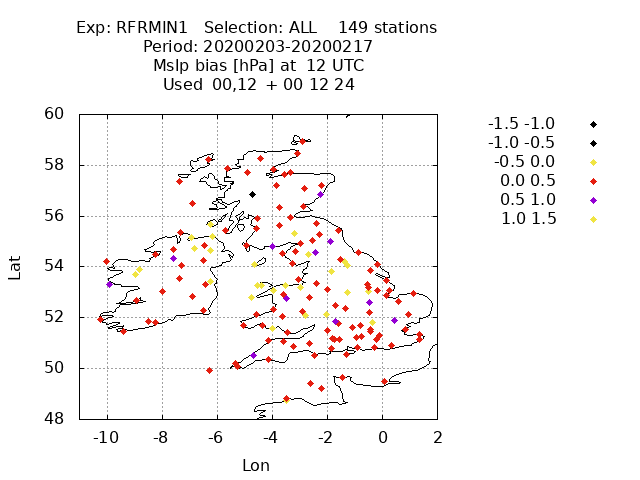 Exp: RFRMIN1 Selection: ALL 149 stations
Period: 20200203-20200217
Mslp bias [hPa] at 12 UTC
Used 00,12 + 00 12 24
60
58
56
54
52
50
48
Lat
-10 -8 -6 -4 -2 0 2
Lon
-1.5 -1.0
-1.0 -0.5
-0.5 0.0
0.0 0.5
0.5 1.0
1.0 1.5